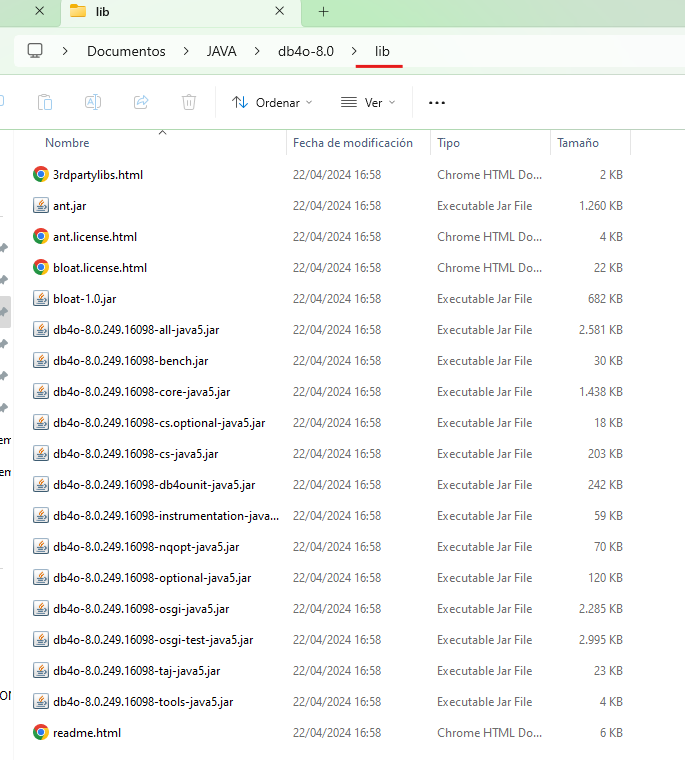 lib
Documentos > JAVA > db4o-8.0 > lib
Ordenar Ver
Nombre Fecha de modificación Tipo Tamaño
3rdpartylibs.html 22/04/2024 16:58 Chrome HTML Do... 2 KB
ant.jar 22/04/2024 16:58 Executable Jar File 1.260 KB
ant.license.html 22/04/2024 16:58 Chrome HTML Do... 4 KB
bloat.license.html 22/04/2024 16:58 Chrome HTML Do... 22 KB
bloat-1.0.jar 22/04/2024 16:58 Executable Jar File 682 KB
db4o-8.0.249.16098-all-java5.jar 22/04/2024 16:58 Executable Jar File 2.581 KB
db4o-8.0.249.16098-bench.jar 22/04/2024 16:58 Executable Jar File 30 KB
db4o-8.0.249.16098-core-java5.jar 22/04/2024 16:58 Executable Jar File 1.438 KB
db4o-8.0.249.16098-cs.optional-java5.jar 22/04/2024 16:58 Executable Jar File 18 KB
db4o-8.0.249.16098-cs-java5.jar 22/04/2024 16:58 Executable Jar File 203 KB
db4o-8.0.249.16098-db4ounit-java5.jar 22/04/2024 16:58 Executable Jar File 242 KB
db4o-8.0.249.16098-instrumentation-java... 22/04/2024 16:58 Executable Jar File 59 KB
db4o-8.0.249.16098-nqopt-java5.jar 22/04/2024 16:58 Executable Jar File 70 KB
db4o-8.0.249.16098-optional-java5.jar 22/04/2024 16:58 Executable Jar File 120 KB
db4o-8.0.249.16098-osgi-java5.jar 22/04/2024 16:58 Executable Jar File 2.285 KB
db4o-8.0.249.16098-osgi-test-java5.jar 22/04/2024 16:58 Executable Jar File 2.995 KB
db4o-8.0.249.16098-taj-java5.jar 22/04/2024 16:58 Executable Jar File 23 KB
db4o-8.0.249.16098-tools-java5.jar 22/04/2024 16:58 Executable Jar File 4 KB
readme.html 22/04/2024 16:58 Chrome HTML Do... 6 KB